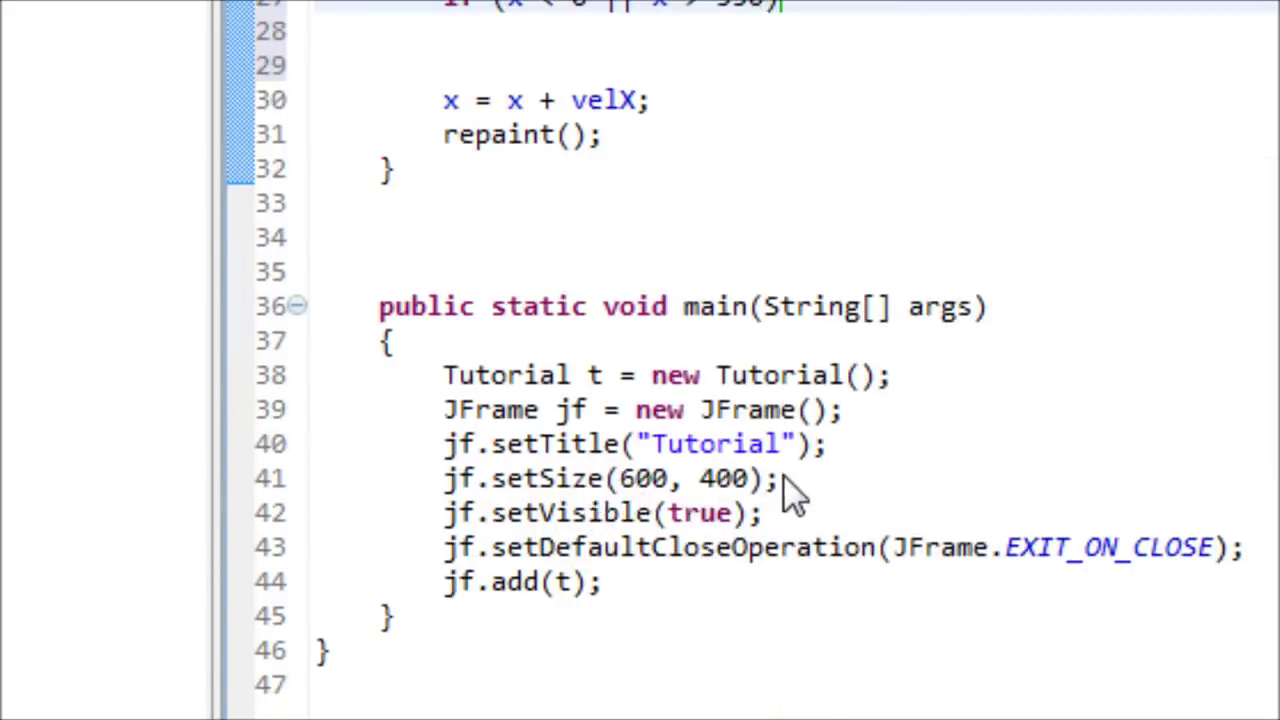 28
29
30 x = x + velX;
31 repaint();
32 }
33
34
35
36 public static void main(String[] args)
37 {
38 Tutorial t = new Tutorial();
39 JFrame jf = new JFrame();
40 jf.setTitle("Tutorial");
41 jf.setSize(600, 400);
42 jf.setVisible(true);
43 jf.setDefaultCloseOperation(JFrame.EXIT_ON_CLOSE);
44 jf.add(t);
45 }
46 }
47